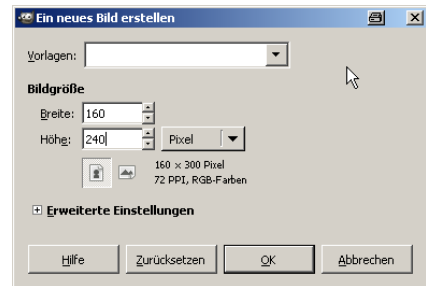 Ein neues Bild erstellen
Vorlagen:
Bildgröße
Breite: 160
Höhe: 240 Pixel
160 × 300 Pixel
72 PPI, RGB-Farben
Erweiterte Einstellungen
Hilfe Zurücksetzen OK Abbrechen